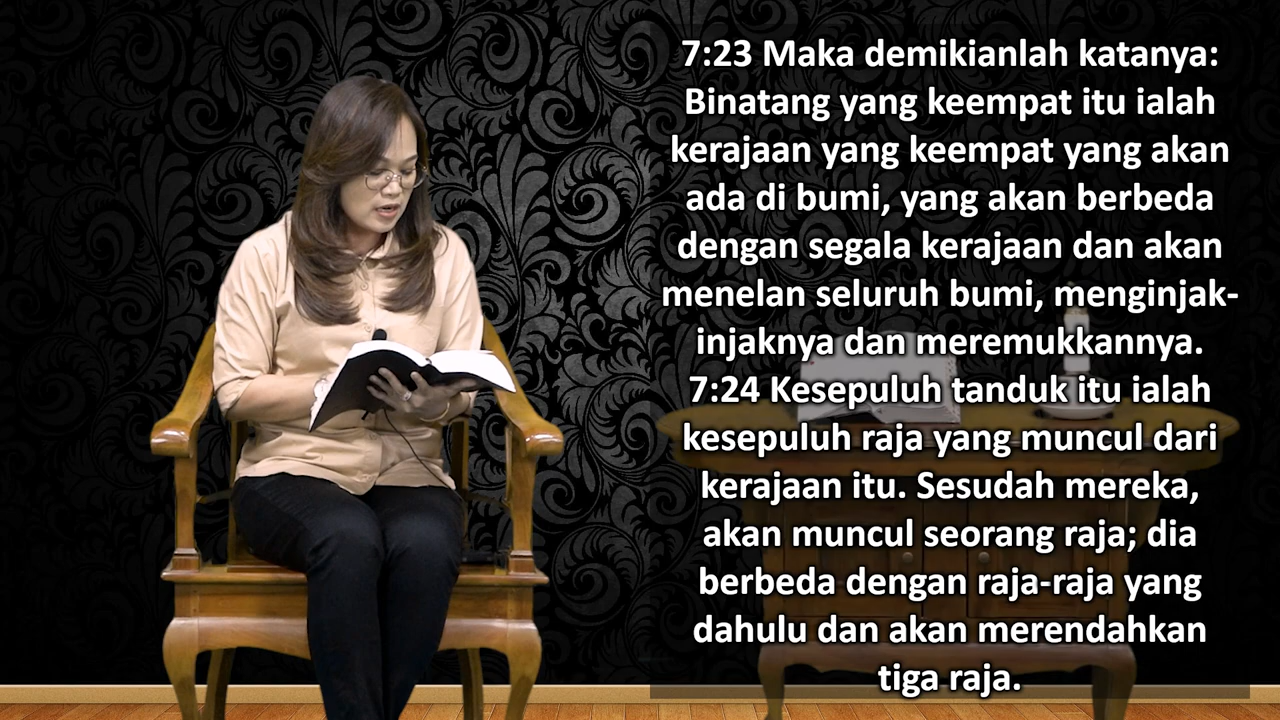 7:23 Maka demikianlah katanya:
Binatang yang keempat itu ialah
kerajaan yang keempat yang akan
ada di bumi, yang akan berbeda
dengan segala kerajaan dan akan
menelan seluruh bumi, menginjak-
injaknya dan meremukkannya.
7:24 Kesepuluh tanduk itu ialah
kesepuluh raja yang muncul dari
kerajaan itu. Sesudah mereka,
akan muncul seorang raja; dia
berbeda dengan raja-raja yang
dahulu dan akan merendahkan
tiga raja.